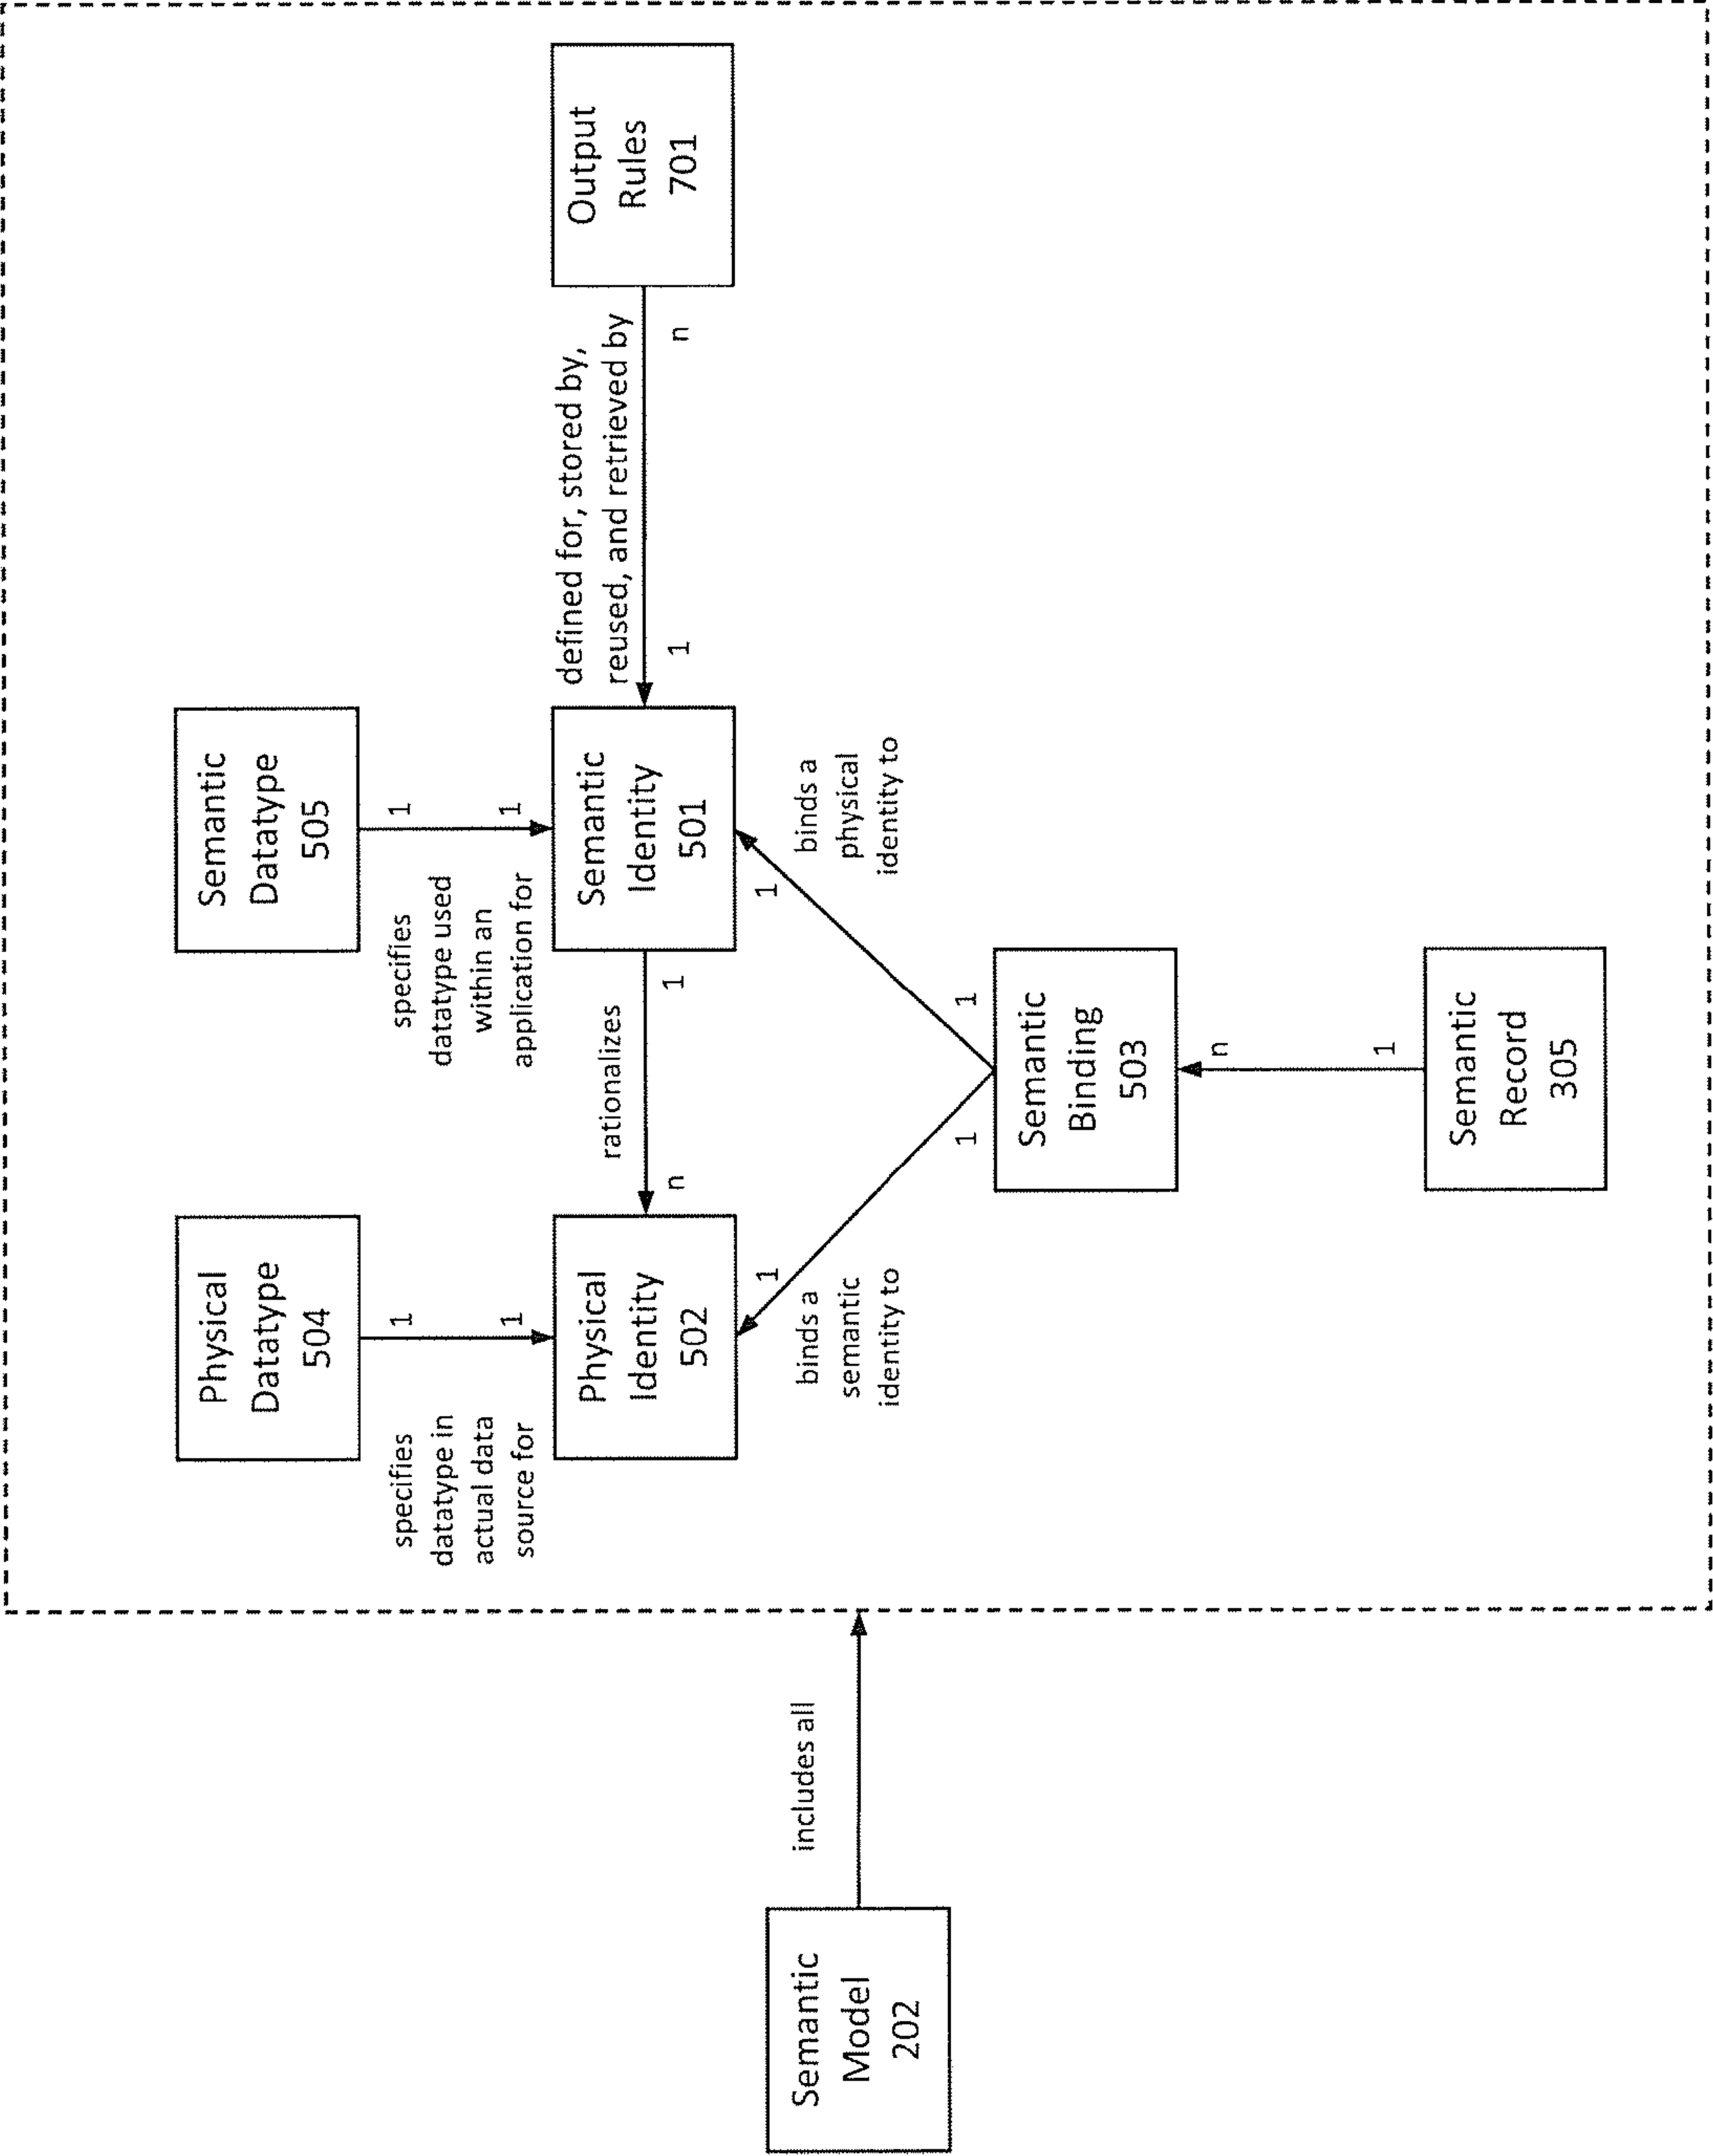 Physical
Datatype
504
Semantic
Datatype
505
specifies
datatype in
actual data
source for
1
1
specifies
datatype used
within an
application for
1
1
Semantic
Model
202
includes all
Physical
Identity
502
rationalizes
n
1
Semantic
Identity
501
defined for, stored by,
reused, and retrieved by
1
n
Output
Rules
701
binds a
semantic
identity to
1
1
binds a
physical
identity to
1
1
Semantic
Binding
503
n
1
Semantic
Record
305